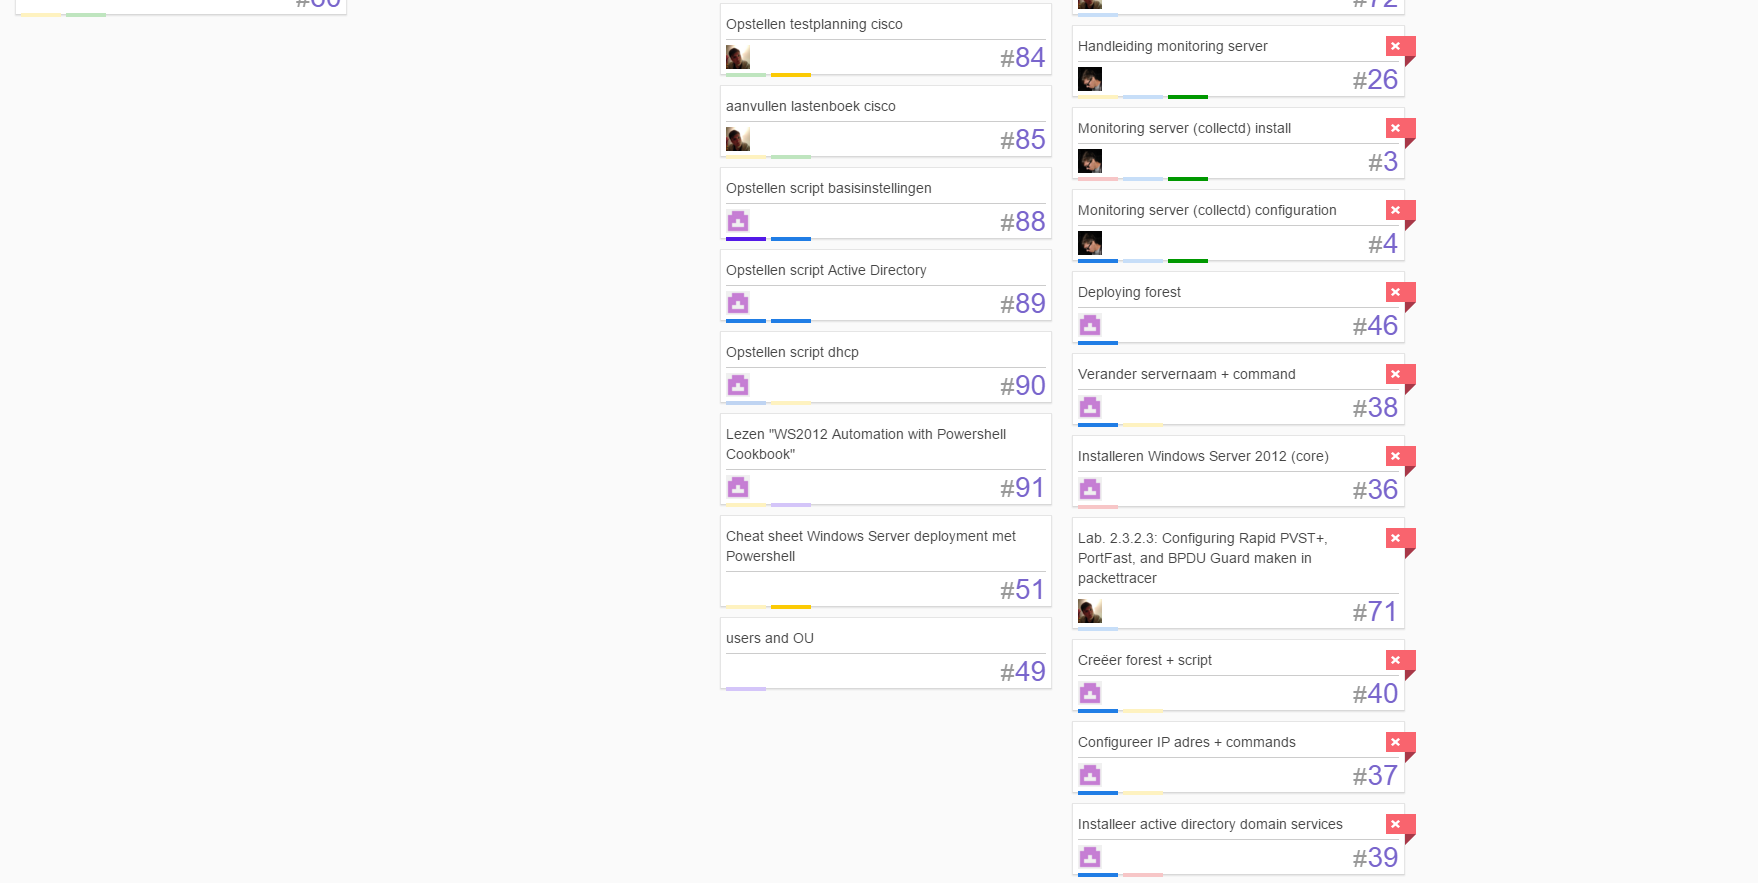 Opstellen testplanning cisco
#84
aanvullen lastenboek cisco
#85
Opstellen script basisinstellingen
#88
Opstellen script Active Directory
#89
Opstellen script dhcp
#90
Lezen "WS2012 Automation with Powershell
Cookbook"
#91
Cheat sheet Windows Server deployment met
Powershell
#51
users and OU
#49
#72
Handleiding monitoring server
#26
Monitoring server (collectd) install
#3
Monitoring server (collectd) configuration
#4
Deploying forest
#46
Verander servernaam + command
#38
Installeren Windows Server 2012 (core)
#36
Lab. 2.3.2.3: Configuring Rapid PVST+,
PortFast, and BPDU Guard maken in
packettracer
#71
Creëer forest + script
#40
Configureer IP adres + commands
#37
Installeer active directory domain services
#39